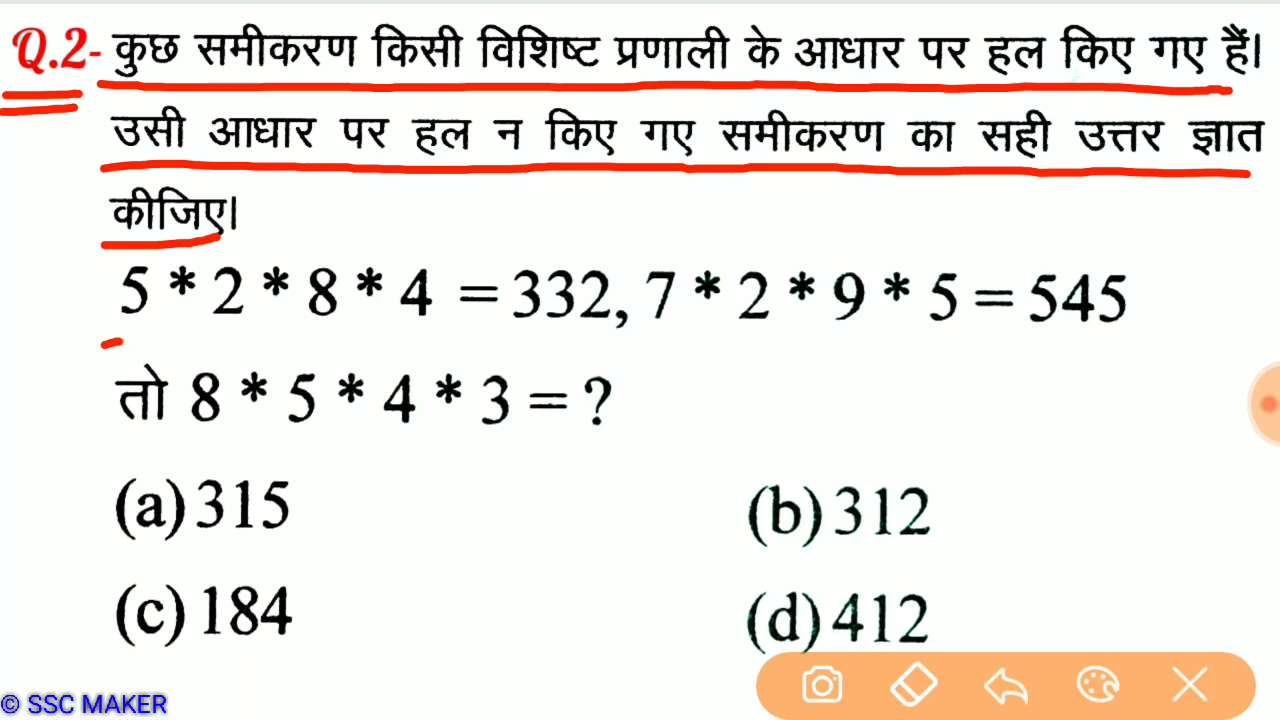 Q.2- कुछ समीकरण किसी विशिष्ट प्रणाली के आधार पर हल किए गए हैं।
उसी आधार पर हल न किए गए समीकरण का सही उत्तर ज्ञात
कीजिए।
5 * 2 * 8 * 4 = 332, 7 * 2 * 9 * 5 = 545
तो 8 * 5 * 4 * 3 = ?
(a) 315 (b) 312
(c) 184 (d) 412
© SSC MAKER